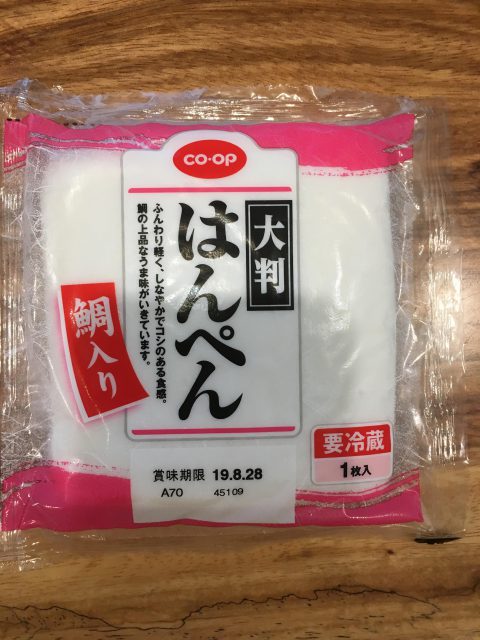 CO·OP
大判
はんぺん
ふんわり軽く、しなやかでコシのある食感。
鯛の上品なうま味がいきています。
鯛入り
要冷蔵
1枚入
賞味期限 19.8.28
A70 45109